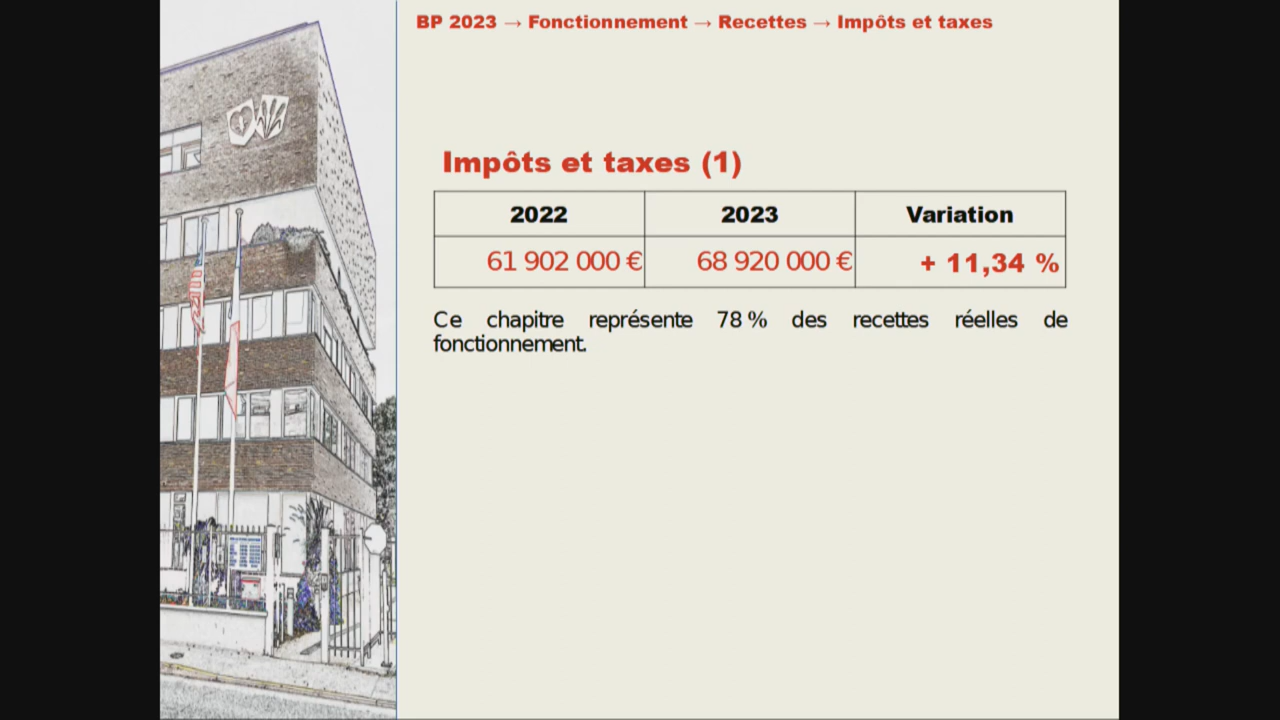 BP 2023 → Fonctionnement → Recettes → Impôts et taxes
Impôts et taxes (1)
2022 2023 Variation
61 902 000 € 68 920 000 € + 11,34 %
Ce chapitre représente 78 % des recettes réelles de
fonctionnement.